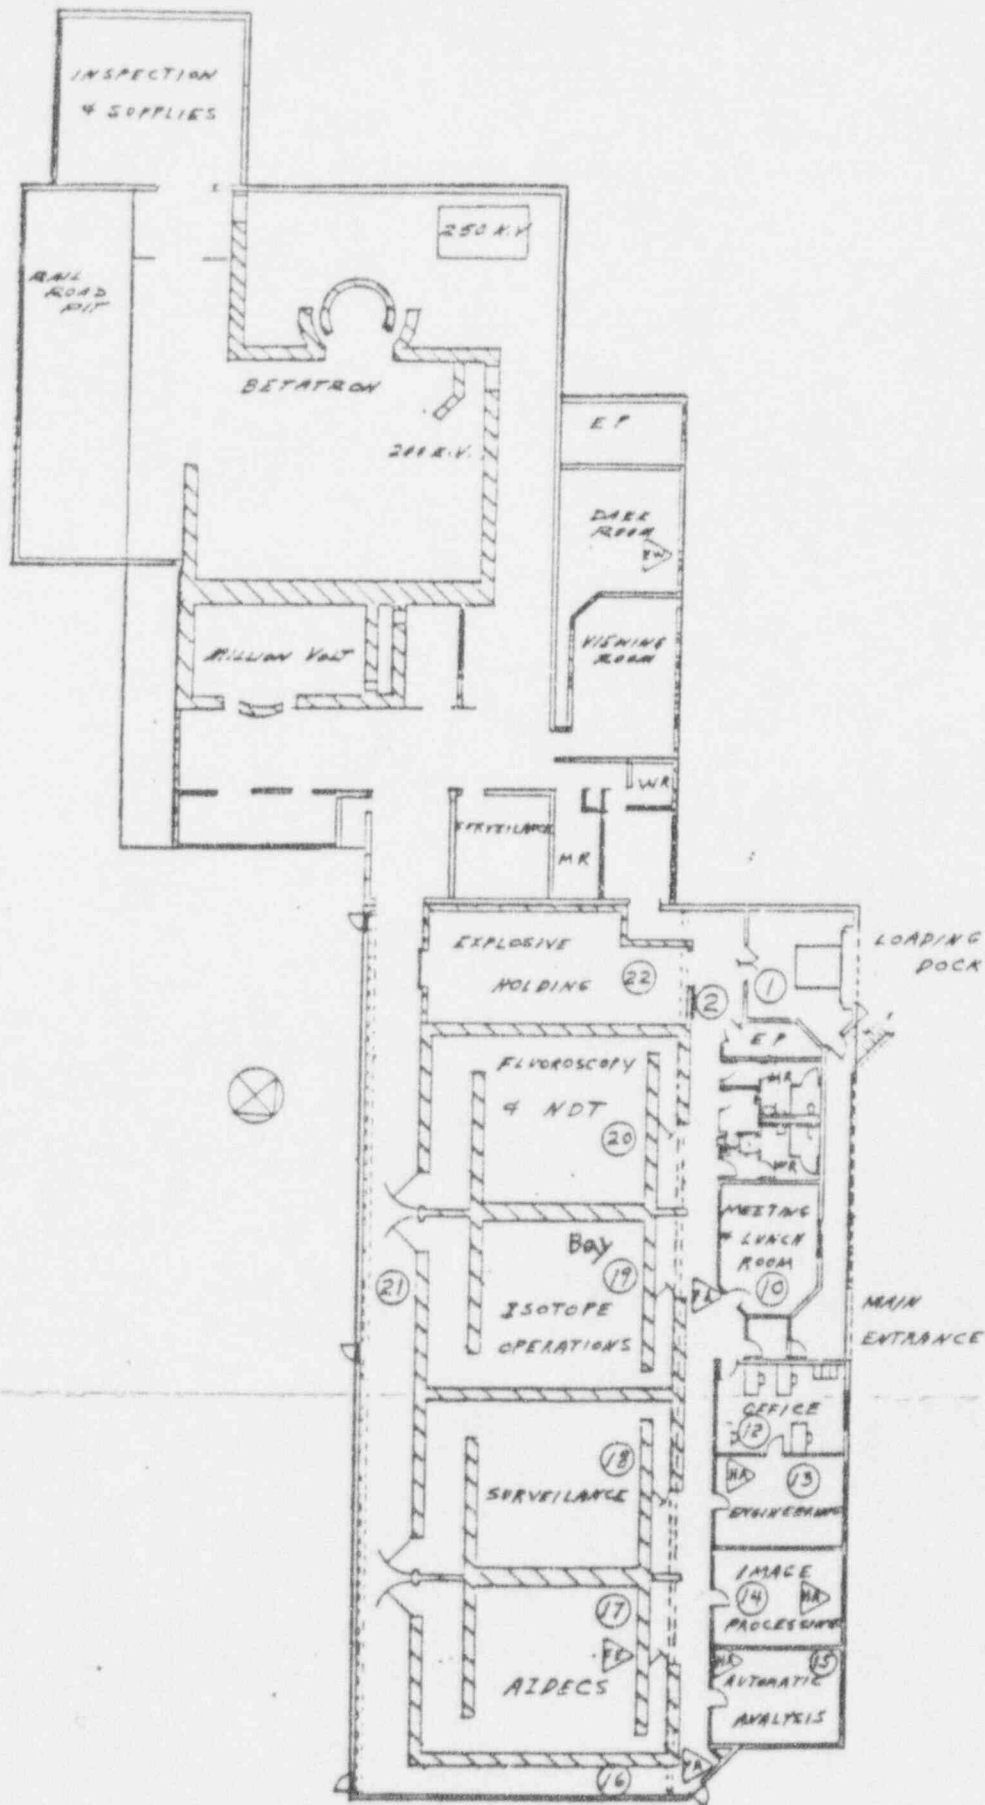 INSPECTION
& SUPPLIES
250 K.V
RAIL
ROAD
PIT
BETATRON
200 K.V.
E P
DARK
ROOM
VIEWING
ROOM
MILLION VOLT
WR
SURVEILANCE
MR
EXPLOSIVE
HOLDING
22
2
1
LOADING
DOCK
E P
FLUOROSCOPY
& NDT
20
MR
WR
MEETING
& LUNCH
ROOM
10
Bay
19
21
ISOTOPE
OPERATIONS
MAIN
ENTRANCE
OFFICE
12
18
SURVEILANCE
13
ENGINEERING
IMAGE
14
PROCESSING
17
AIDECS
15
AUTOMATIC
ANALYSIS
16